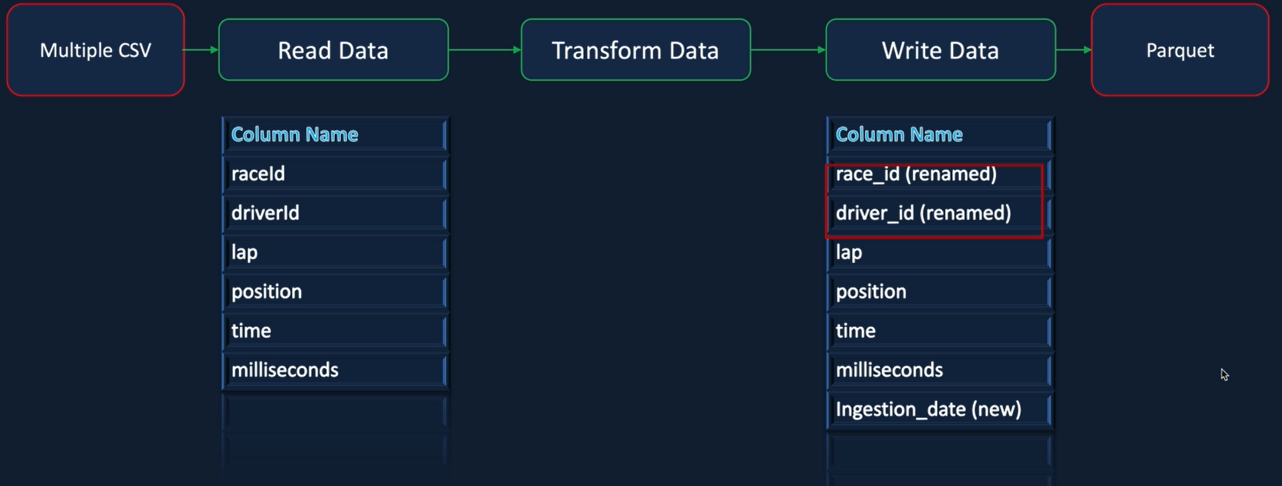 Multiple CSV
Read Data
Transform Data
Write Data
Parquet
Column Name
raceId
driverId
lap
position
time
milliseconds
Column Name
race_id (renamed)
driver_id (renamed)
lap
position
time
milliseconds
Ingestion_date (new)